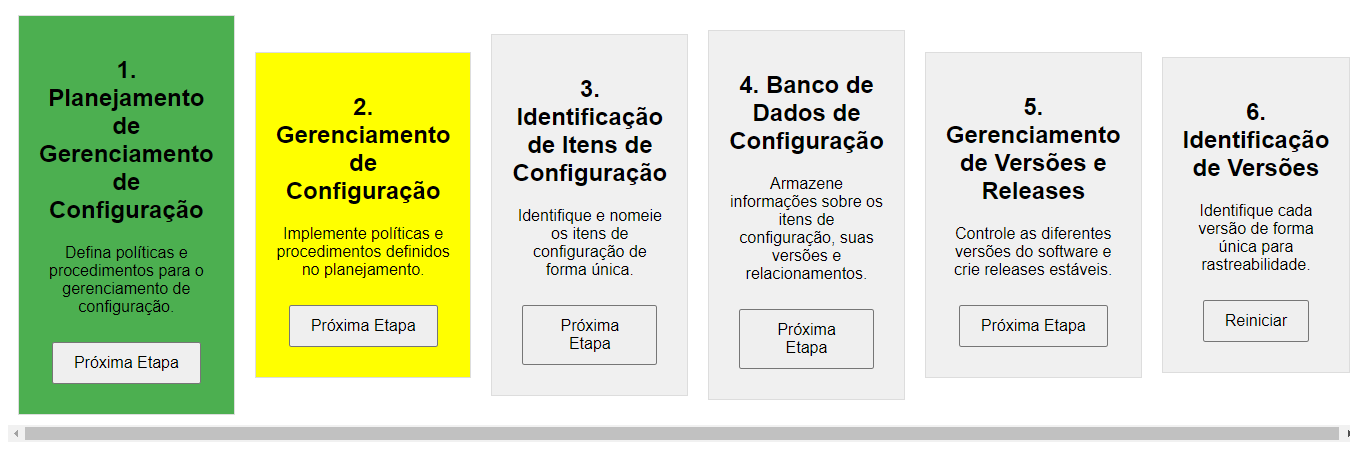 1.
Planejamento
de
Gerenciamento
de
Configuração
Defina políticas e
procedimentos para o
gerenciamento de
configuração.
Próxima Etapa
2.
Gerenciamento
de
Configuração
Implemente políticas e
procedimentos definidos
no planejamento.
Próxima Etapa
3.
Identificação
de Itens de
Configuração
Identifique e nomeie
os itens de
configuração de
forma única.
Próxima
Etapa
4. Banco de
Dados de
Configuração
Armazene
informações sobre os
itens de
configuração, suas
versões e
relacionamentos.
Próxima
Etapa
5.
Gerenciamento
de Versões e
Releases
Controle as diferentes
versões do software e
crie releases estáveis.
Próxima Etapa
6.
Identificação
de Versões
Identifique cada
versão de forma
única para
rastreabilidade.
Reiniciar